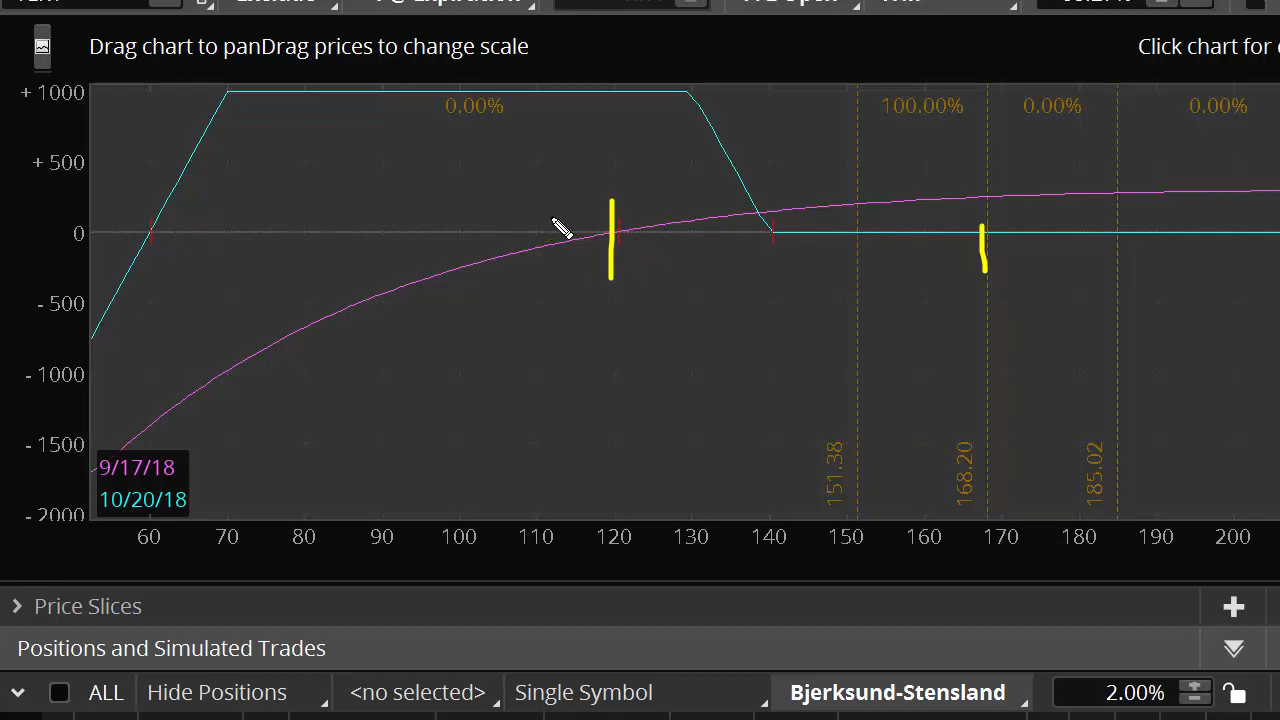 Drag chart to panDrag prices to change scale
Click chart for
+ 1000
0.00%
100.00%
0.00%
0.00%
+ 500
0
- 500
- 1000
- 1500
- 2000
151.38
168.20
185.02
9/17/18
10/20/18
60 70 80 90 100 110 120 130 140 150 160 170 180 190 200
Price Slices
Positions and Simulated Trades
ALL Hide Positions <no selected> Single Symbol Bjerksund-Stensland 2.00%